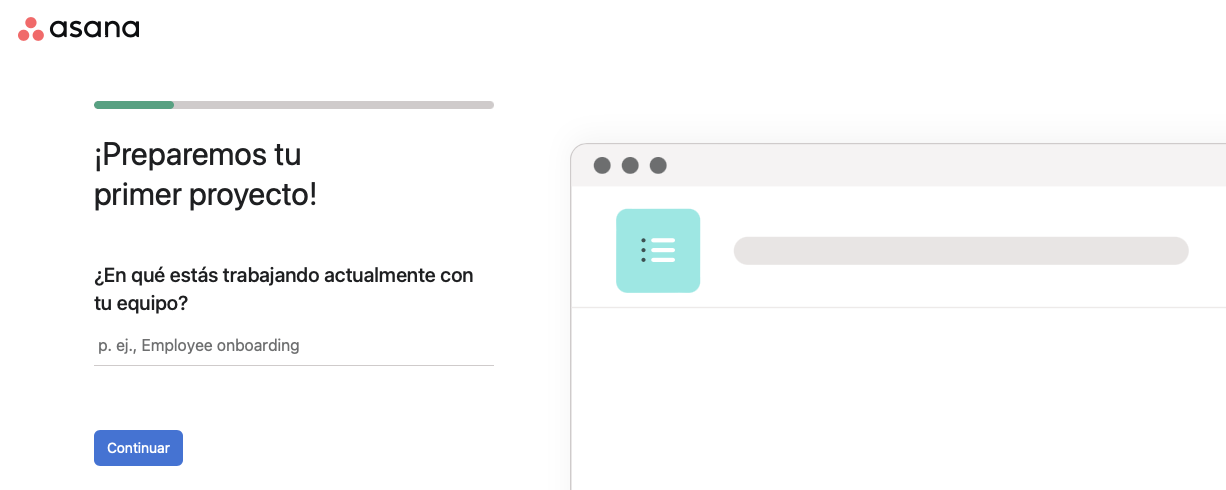 asana
¡Preparemos tu
primer proyecto!
¿En qué estás trabajando actualmente con
tu equipo?
p. ej., Employee onboarding
Continuar